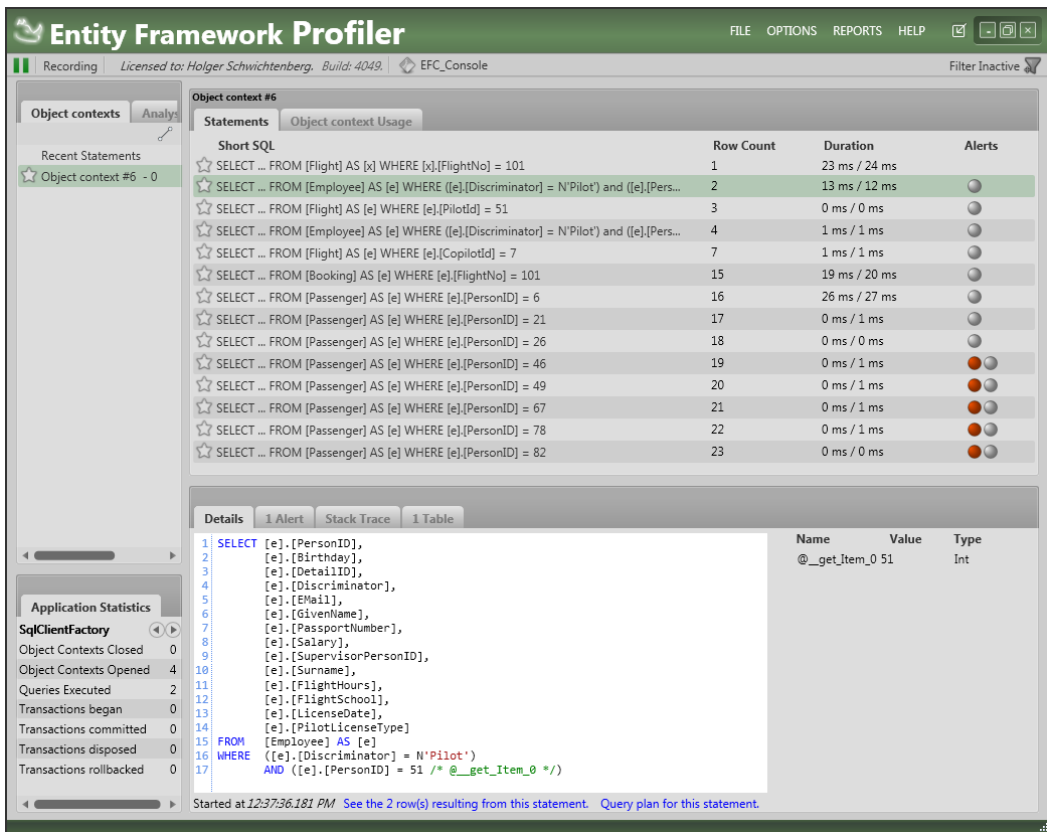 Entity Framework Profiler
FILE OPTIONS REPORTS HELP
Recording Licensed to: Holger Schwichtenberg. Build: 4049. EFC_Console Filter Inactive
Object contexts Analys
Recent Statements
Object context #6 - 0
Object context #6
Statements Object context Usage
Short SQL Row Count Duration Alerts
SELECT ... FROM [Flight] AS [x] WHERE [x].[FlightNo] = 101 1 23 ms / 24 ms
SELECT ... FROM [Employee] AS [e] WHERE ([e].[Discriminator] = N'Pilot') and ([e].[Pers... 2 13 ms / 12 ms
SELECT ... FROM [Flight] AS [e] WHERE [e].[PilotId] = 51 3 0 ms / 0 ms
SELECT ... FROM [Employee] AS [e] WHERE ([e].[Discriminator] = N'Pilot') and ([e].[Pers... 4 1 ms / 1 ms
SELECT ... FROM [Flight] AS [e] WHERE [e].[CopilotId] = 7 7 1 ms / 1 ms
SELECT ... FROM [Booking] AS [e] WHERE [e].[FlightNo] = 101 15 19 ms / 20 ms
SELECT ... FROM [Passenger] AS [e] WHERE [e].[PersonID] = 6 16 26 ms / 27 ms
SELECT ... FROM [Passenger] AS [e] WHERE [e].[PersonID] = 21 17 0 ms / 1 ms
SELECT ... FROM [Passenger] AS [e] WHERE [e].[PersonID] = 26 18 0 ms / 0 ms
SELECT ... FROM [Passenger] AS [e] WHERE [e].[PersonID] = 46 19 0 ms / 1 ms
SELECT ... FROM [Passenger] AS [e] WHERE [e].[PersonID] = 49 20 0 ms / 1 ms
SELECT ... FROM [Passenger] AS [e] WHERE [e].[PersonID] = 67 21 0 ms / 1 ms
SELECT ... FROM [Passenger] AS [e] WHERE [e].[PersonID] = 78 22 0 ms / 1 ms
SELECT ... FROM [Passenger] AS [e] WHERE [e].[PersonID] = 82 23 0 ms / 0 ms
Details 1 Alert Stack Trace 1 Table
1 SELECT [e].[PersonID],
2 [e].[Birthday],
3 [e].[DetailID],
4 [e].[Discriminator],
5 [e].[EMail],
6 [e].[GivenName],
7 [e].[PassportNumber],
8 [e].[Salary],
9 [e].[SupervisorPersonID],
10 [e].[Surname],
11 [e].[FlightHours],
12 [e].[FlightSchool],
13 [e].[LicenseDate],
14 [e].[PilotLicenseType]
15 FROM [Employee] AS [e]
16 WHERE ([e].[Discriminator] = N'Pilot')
17 AND ([e].[PersonID] = 51 /* @__get_Item_0 */)
Name Value Type
@__get_Item_0 51 Int
Started at 12:37:36.181 PM See the 2 row(s) resulting from this statement. Query plan for this statement.
Application Statistics
SqlClientFactory
Object Contexts Closed 0
Object Contexts Opened 4
Queries Executed 2
Transactions began 0
Transactions committed 0
Transactions disposed 0
Transactions rollbacked 0